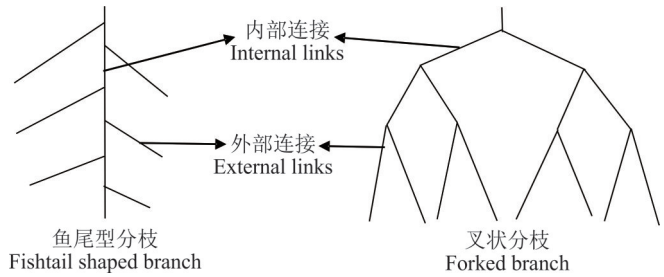 内部连接
Internal links
外部连接
External links
鱼尾型分枝
Fishtail shaped branch
叉状分枝
Forked branch